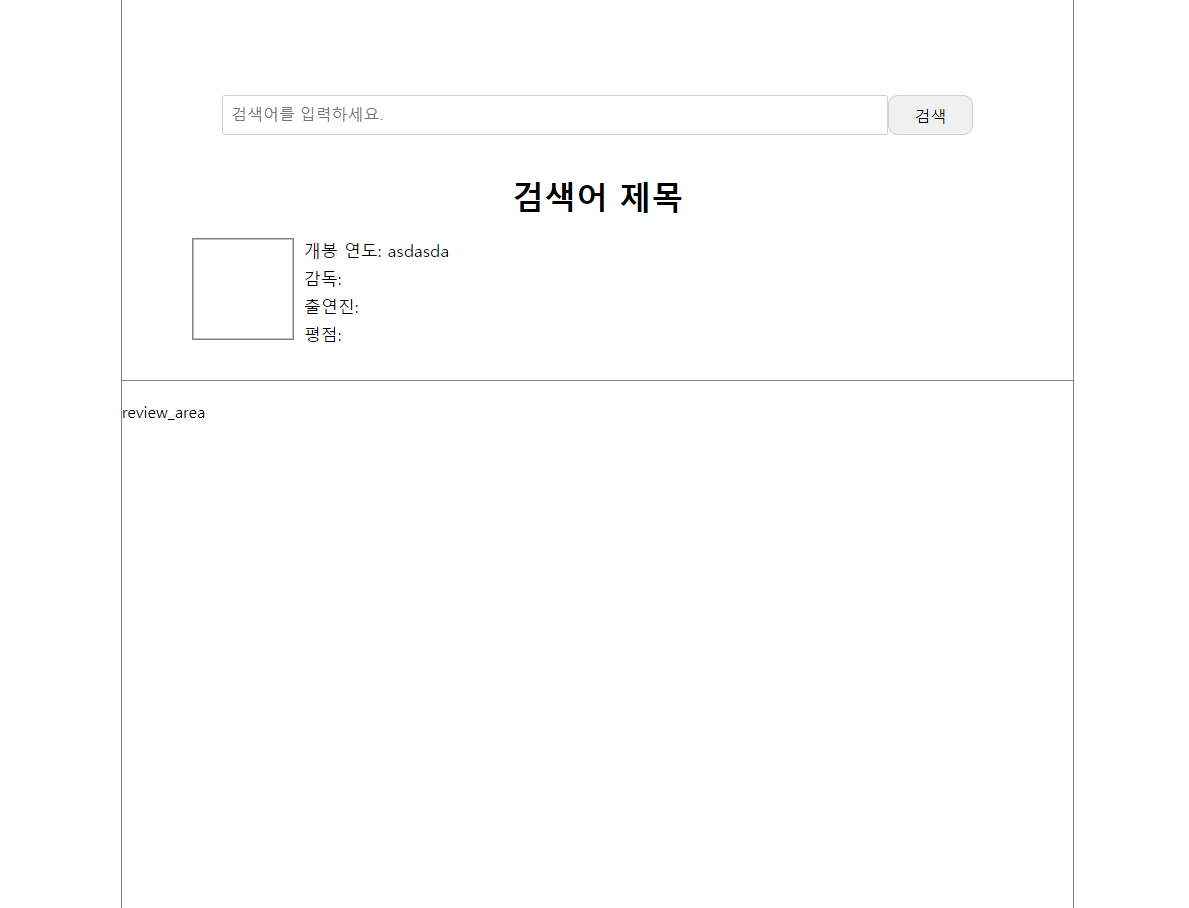 검색어를 입력하세요.
검색
검색어 제목
개봉 연도: asdasda
감독:
출연진:
평점:
review_area